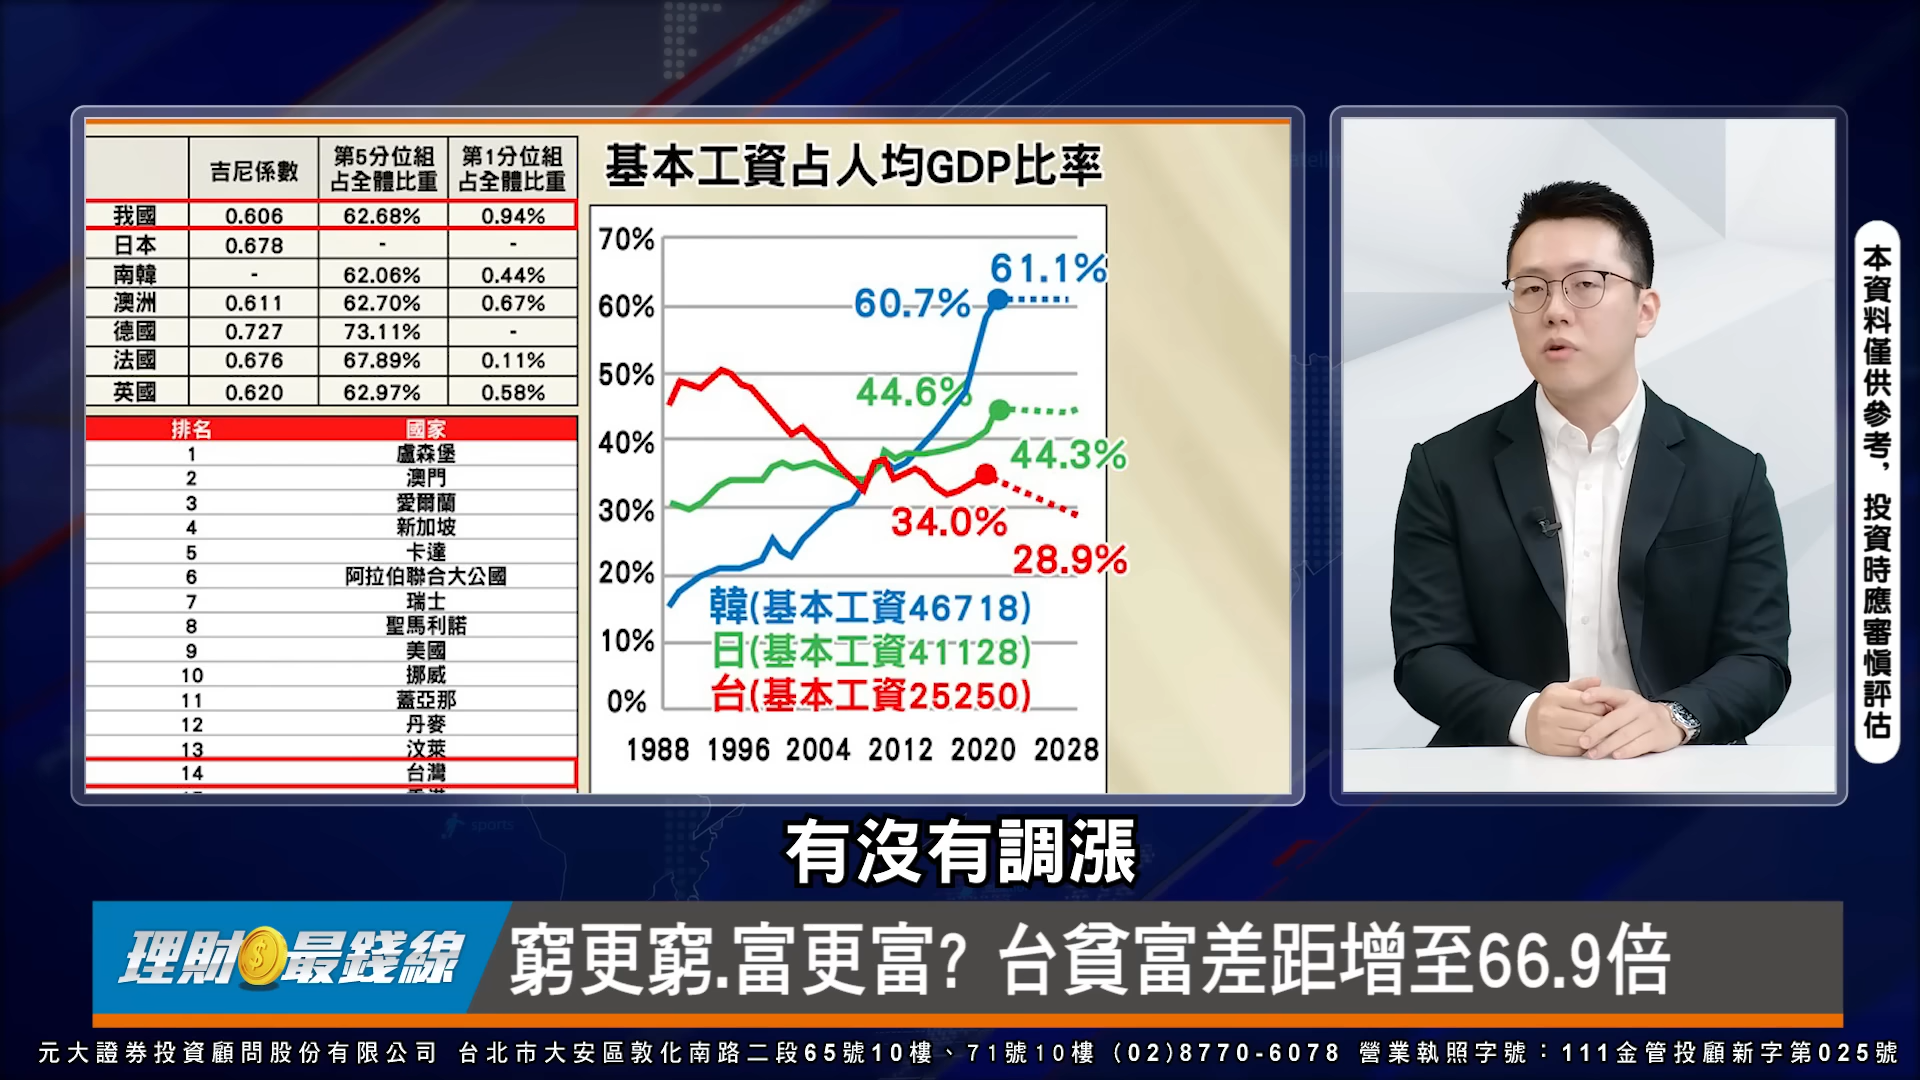 吉尼係數 第5分位組占全體比重 第1分位組占全體比重
我國 0.606 62.68% 0.94%
日本 0.678 - -
南韓 - 62.06% 0.44%
澳洲 0.611 62.70% 0.67%
德國 0.727 73.11% -
法國 0.676 67.89% 0.11%
英國 0.620 62.97% 0.58%
排名 國家
1 盧森堡
2 澳門
3 愛爾蘭
4 新加坡
5 卡達
6 阿拉伯聯合大公國
7 瑞士
8 聖馬利諾
9 美國
10 挪威
11 蓋亞那
12 丹麥
13 汶萊
14 台灣
基本工資占人均GDP比率
70%
60%
50%
40%
30%
20%
10%
0%
61.1%
60.7%
44.6%
44.3%
34.0%
28.9%
韓(基本工資46718)
日(基本工資41128)
台(基本工資25250)
1988 1996 2004 2012 2020 2028
本資料僅供參考，投資時應審慎評估
sports
有沒有調漲
理財最錢線
窮更窮.富更富? 台貧富差距增至66.9倍
元大證券投資顧問股份有限公司 台北市大安區敦化南路二段65號10樓、71號10樓 (02)8770-6078 營業執照字號：111金管投顧新字第025號